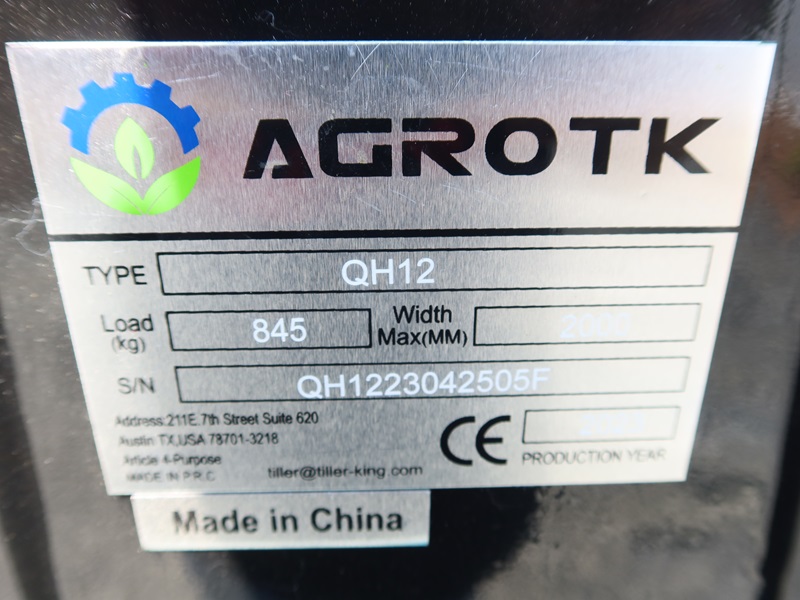 AGROTK
TYPE QH12
Load (kg) 845 Width Max(MM) 2000
S/N QH1223042505F
Address:211E.7th Street Suite 620
Austin TX,USA 78701-3218
Article 4-Purpose
MADE IN P.R.C tiller@tiller-king.com
CE
PRODUCTION YEAR
Made in China